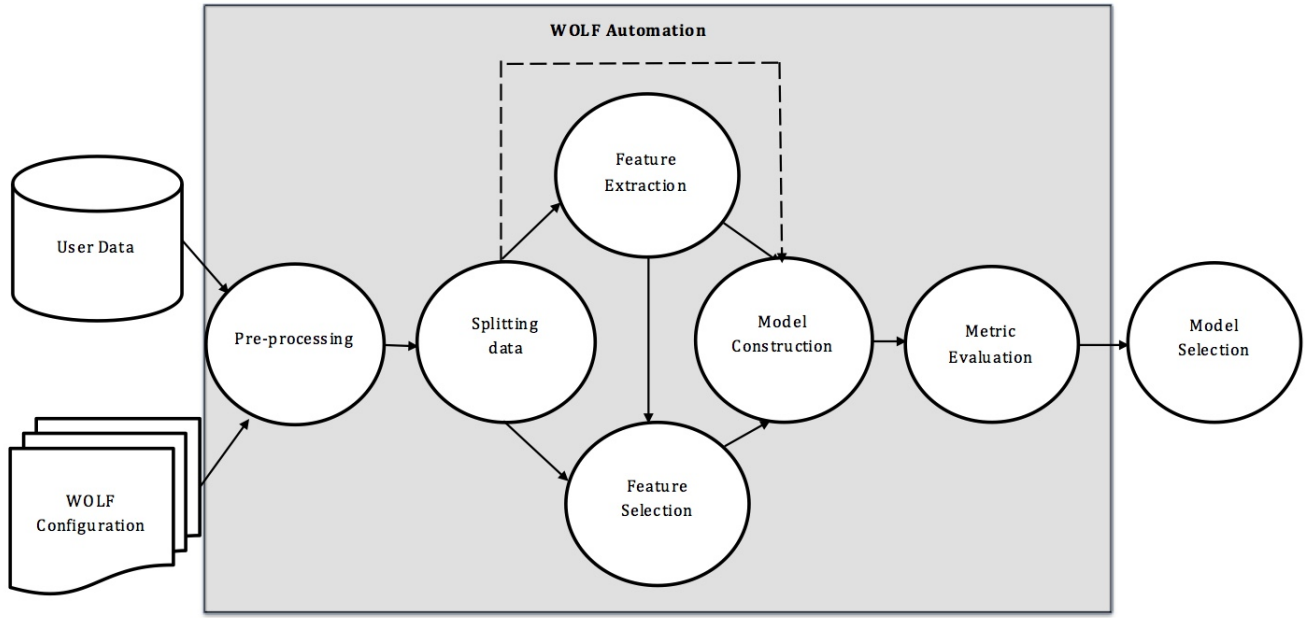 WOLF Automation
User Data
WOLF
Configuration
Pre-processing
Splitting
data
Feature
Extraction
Feature
Selection
Model
Construction
Metric
Evaluation
Model
Selection